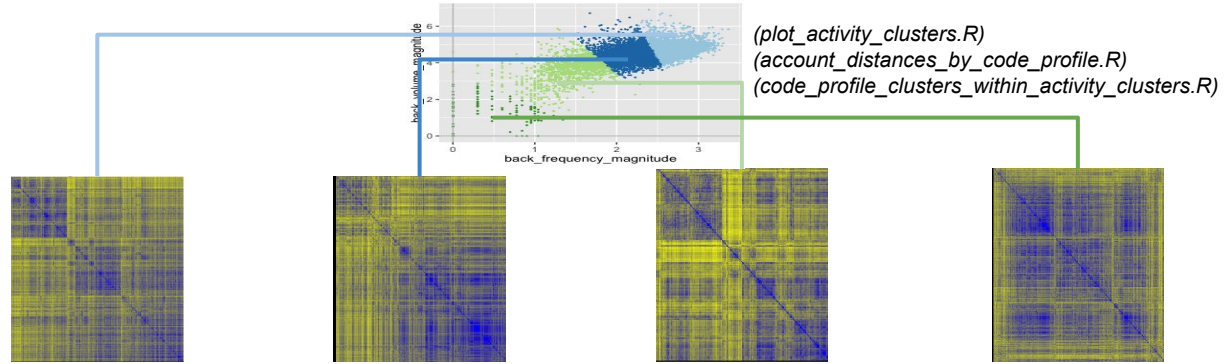 (plot_activity_clusters.R)
(account_distances_by_code_profile.R)
(code_profile_clusters_within_activity_clusters.R)
back_volume_magnitude
6
4
2
0
0 1 2 3
back_frequency_magnitude